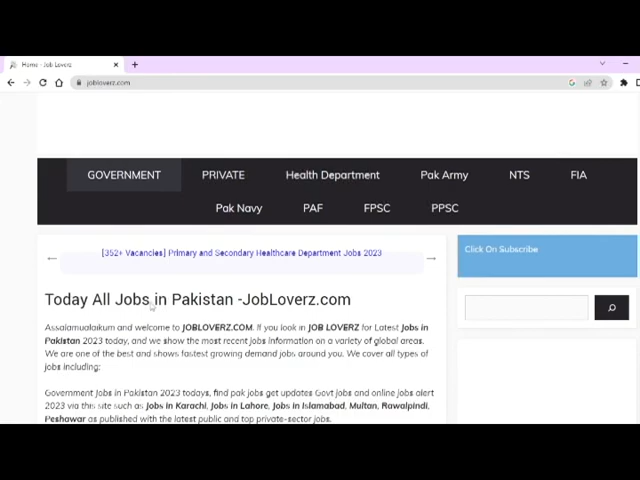 Home - Job Loverz
jobloverz.com
GOVERNMENT PRIVATE Health Department Pak Army NTS FIA
Pak Navy PAF FPSC PPSC
[352+ Vacancies] Primary and Secondary Healthcare Department Jobs 2023
Click On Subscribe
Today All Jobs in Pakistan -JobLoverz.com
Assalamualaikum and welcome to JOBLOVERZ.COM. If you look in JOB LOVERZ for Latest Jobs in
Pakistan 2023 today, and we show the most recent jobs information on a variety of global areas.
We are one of the best and shows fastest growing demand jobs around you. We cover all types of
jobs including:
Government Jobs in Pakistan 2023 todays, find pak jobs get updates Govt jobs and online jobs alert
2023 via this site such as Jobs in Karachi, Jobs in Lahore, Jobs in Islamabad, Multan, Rawalpindi,
Peshawar as published with the latest public and top private-sector jobs.